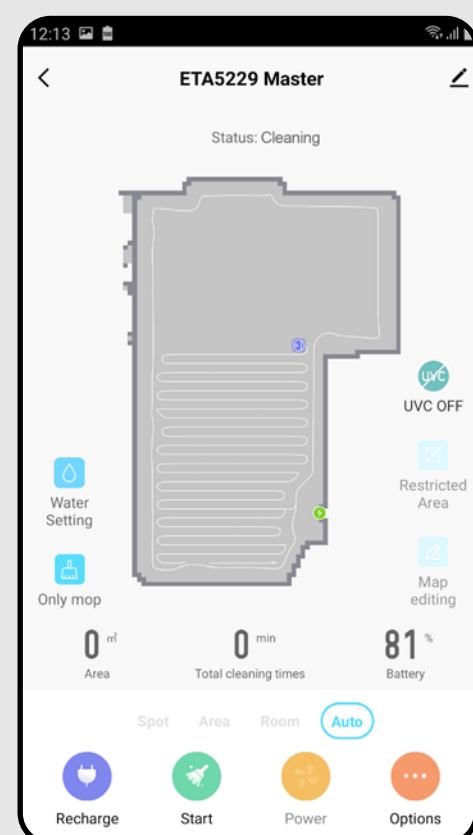 12:13
ETA5229 Master
Status: Cleaning
UVC
UVC OFF
Water
Setting
Restricted
Area
Only mop
Map
editing
0 ㎡
0 min
81 %
Area
Total cleaning times
Battery
Spot Area Room Auto
Recharge
Start
Power
Options